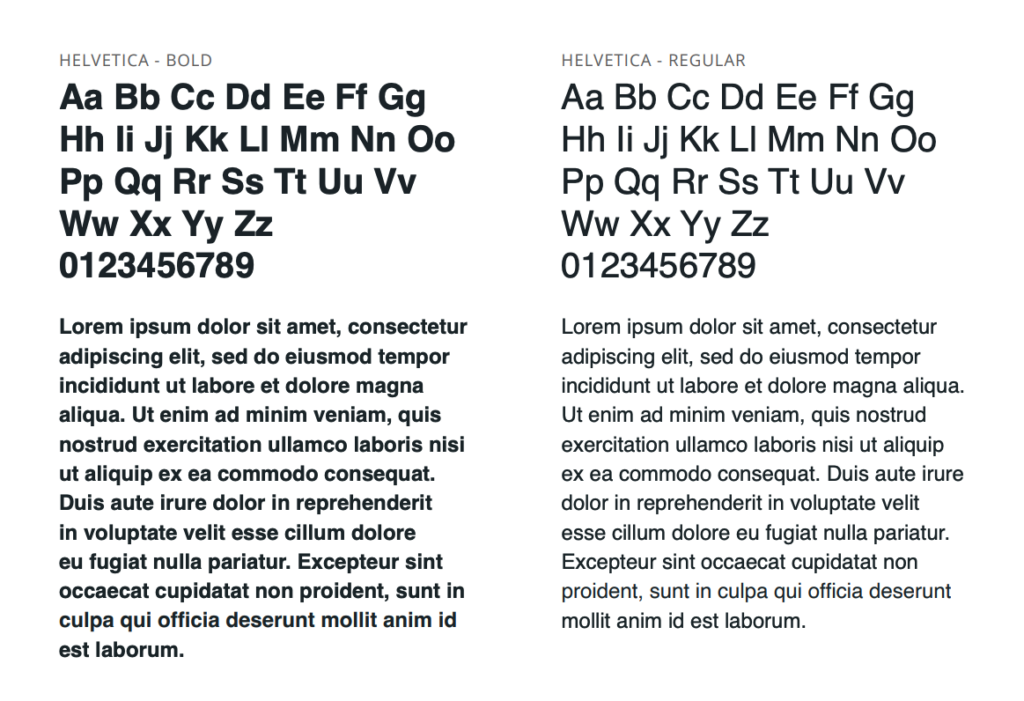 HELVETICA - BOLD
Aa Bb Cc Dd Ee Ff Gg
Hh Ii Jj Kk Ll Mm Nn Oo
Pp Qq Rr Ss Tt Uu Vv
Ww Xx Yy Zz
0123456789
Lorem ipsum dolor sit amet, consectetur
adipiscing elit, sed do eiusmod tempor
incididunt ut labore et dolore magna
aliqua. Ut enim ad minim veniam, quis
nostrud exercitation ullamco laboris nisi
ut aliquip ex ea commodo consequat.
Duis aute irure dolor in reprehenderit
in voluptate velit esse cillum dolore
eu fugiat nulla pariatur. Excepteur sint
occaecat cupidatat non proident, sunt in
culpa qui officia deserunt mollit anim id
est laborum.
HELVETICA - REGULAR
Aa Bb Cc Dd Ee Ff Gg
Hh Ii Jj Kk Ll Mm Nn Oo
Pp Qq Rr Ss Tt Uu Vv
Ww Xx Yy Zz
0123456789
Lorem ipsum dolor sit amet, consectetur
adipiscing elit, sed do eiusmod tempor
incididunt ut labore et dolore magna aliqua.
Ut enim ad minim veniam, quis nostrud
exercitation ullamco laboris nisi ut aliquip
ex ea commodo consequat. Duis aute irure
dolor in reprehenderit in voluptate velit
esse cillum dolore eu fugiat nulla pariatur.
Excepteur sint occaecat cupidatat non
proident, sunt in culpa qui officia deserunt
mollit anim id est laborum.